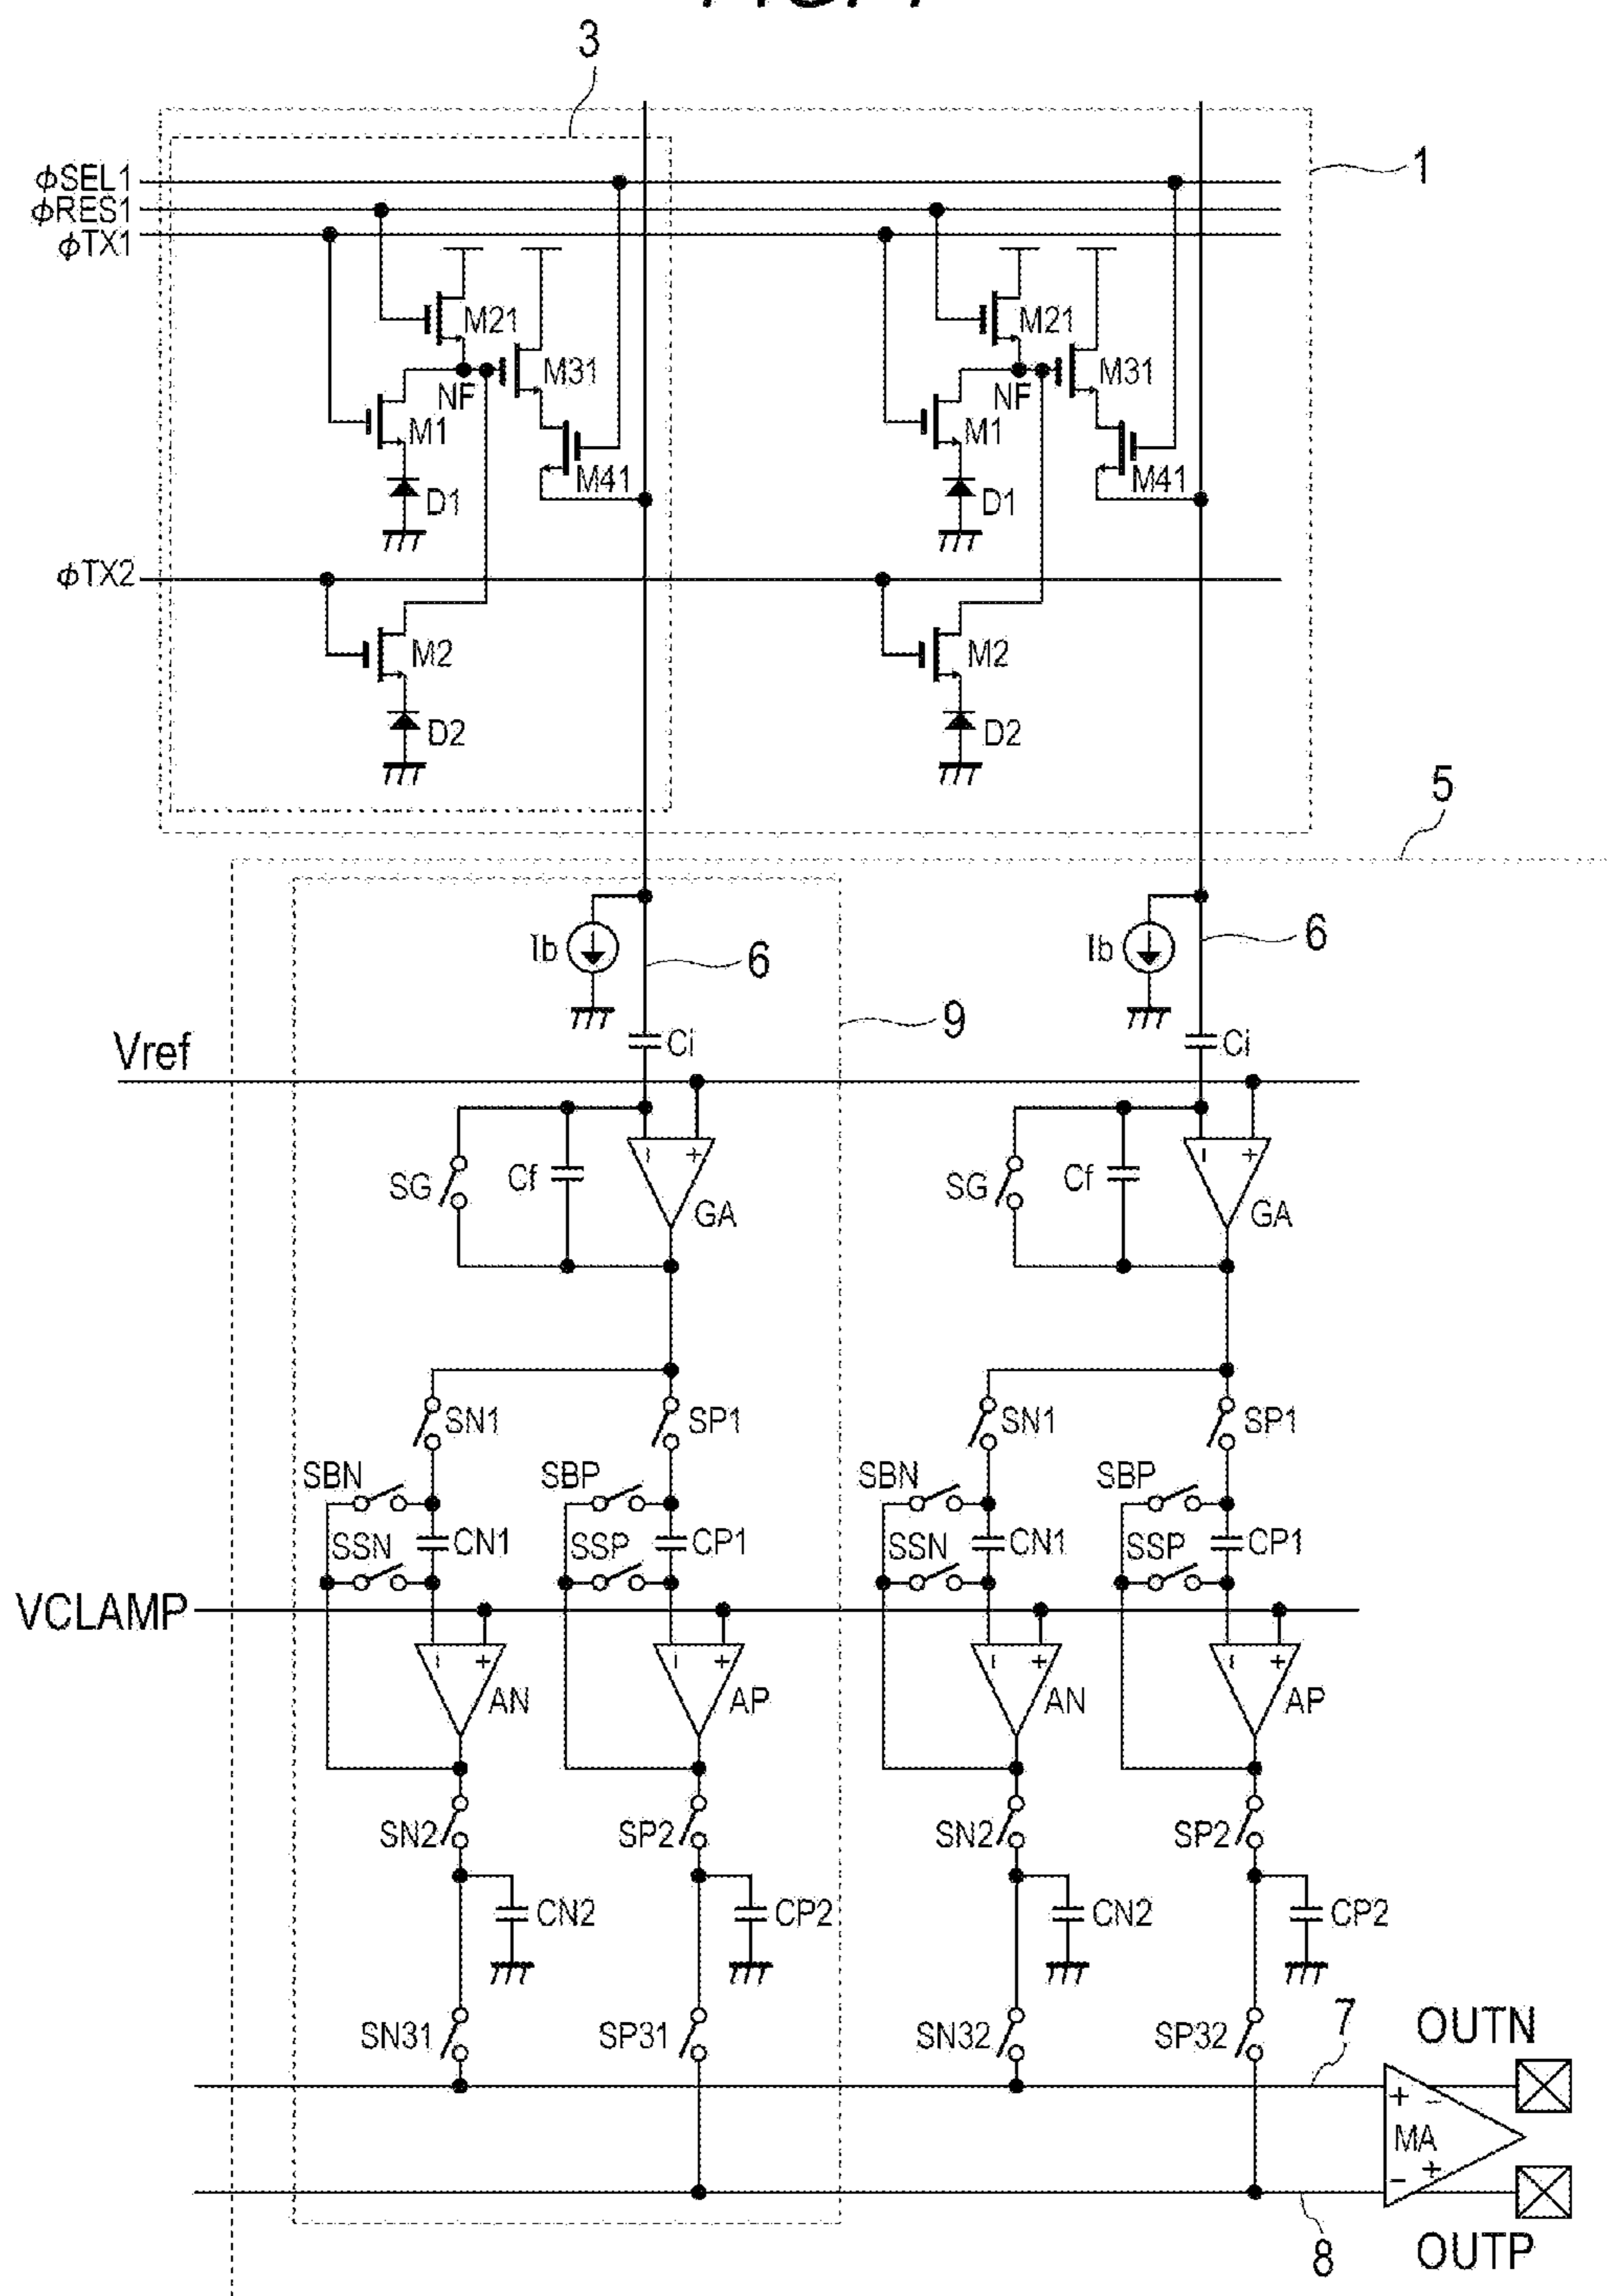 3
1
φSEL1
φRES1
φTX1
M21 M31 M21 M31
NF NF
M1 M41 M1 M41
D1 D1
φTX2
M2 M2
D2 D2
5
Ib 6 Ib 6
9
Vref Ci Ci
SG Cf - + SG Cf - +
GA GA
SN1 SP1 SN1 SP1
SBN SBP SBN SBP
SSN CN1 SSP CP1 SSN CN1 SSP CP1
VCLAMP
- + - + - + - +
AN AP AN AP
SN2 SP2 SN2 SP2
CN2 CP2 CN2 CP2
7 OUTN
SN31 SP31 SN32 SP32
+ -
MA
- +
8 OUTP